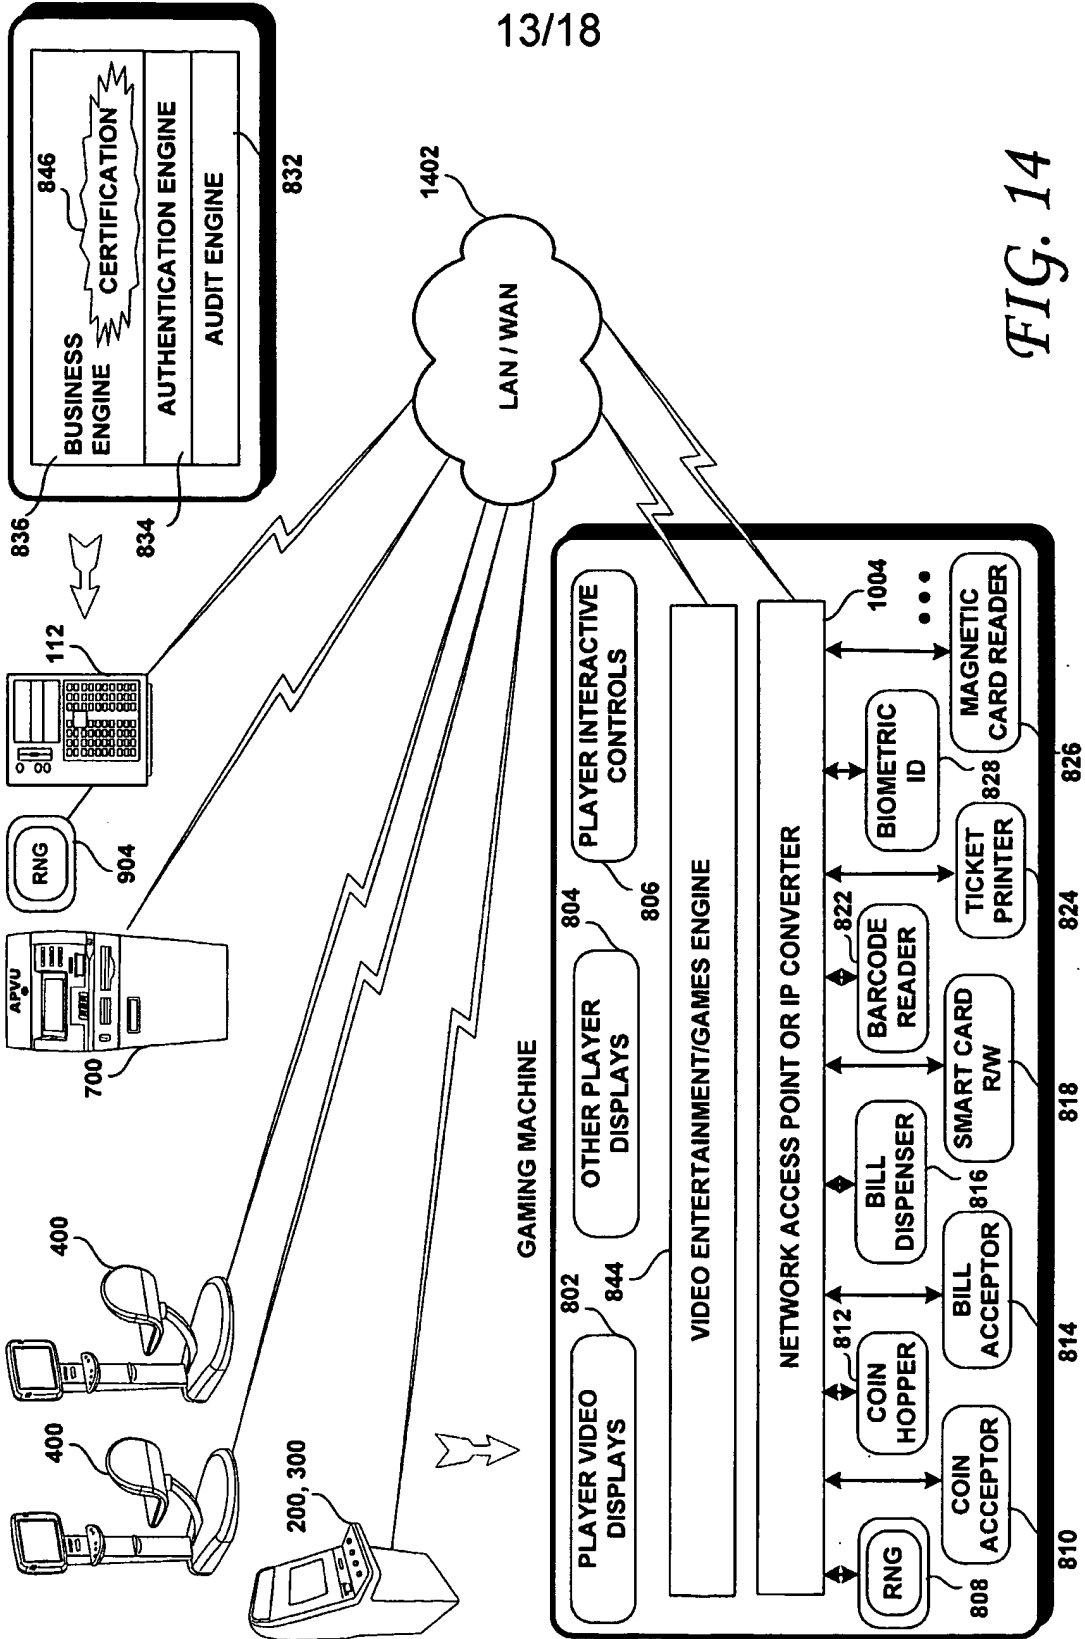 13/18
400
400
200, 300
APVU
700
RNG
904
112
836
834
846
832
BUSINESS
ENGINE
CERTIFICATION
AUTHENTICATION ENGINE
AUDIT ENGINE
1402
LAN / WAN
GAMING MACHINE
802
PLAYER VIDEO
DISPLAYS
804
OTHER PLAYER
DISPLAYS
806
PLAYER INTERACTIVE
CONTROLS
844
VIDEO ENTERTAINMENT/GAMES ENGINE
NETWORK ACCESS POINT OR IP CONVERTER
1004
RNG
808
COIN
ACCEPTOR
810
COIN
HOPPER
812
BILL
ACCEPTOR
814
BILL
DISPENSER
816
SMART CARD
R/W
818
BARCODE
READER
822
TICKET
PRINTER
824
BIOMETRIC
ID
828
MAGNETIC
CARD READER
826
FIG. 14